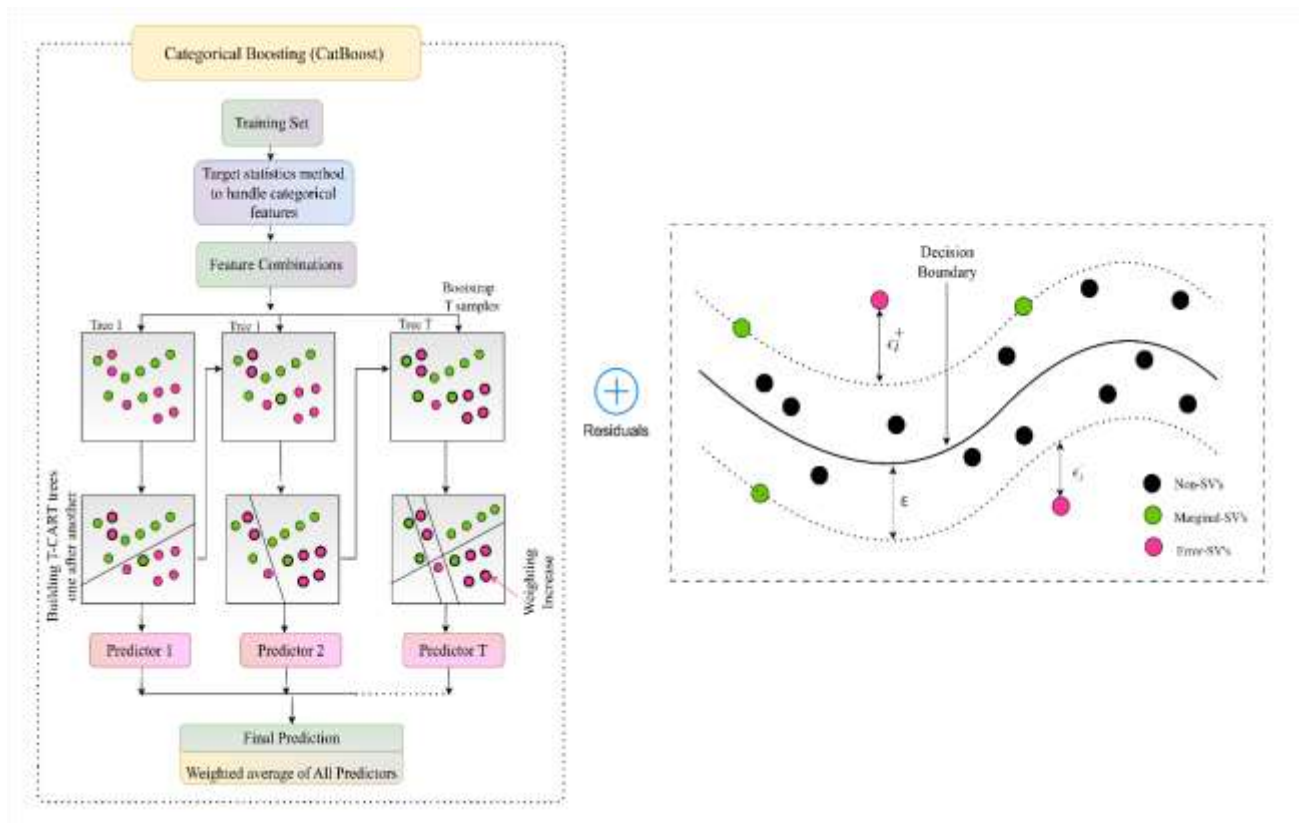 Categorical Boosting (CatBoost)
Training Set
Target statistics method
to handle categorical
features
Feature Combinations
Bootstrap
T samples
Tree 1
Tree 1
Tree T
Building T-CART trees
one after another
Weighting
Increase
Predictor 1
Predictor 2
Predictor T
Final Prediction
Weighted average of All Predictors
Residuals
Decision
Boundary
ε
Non-SV's
Marginal-SV's
Error-SV's